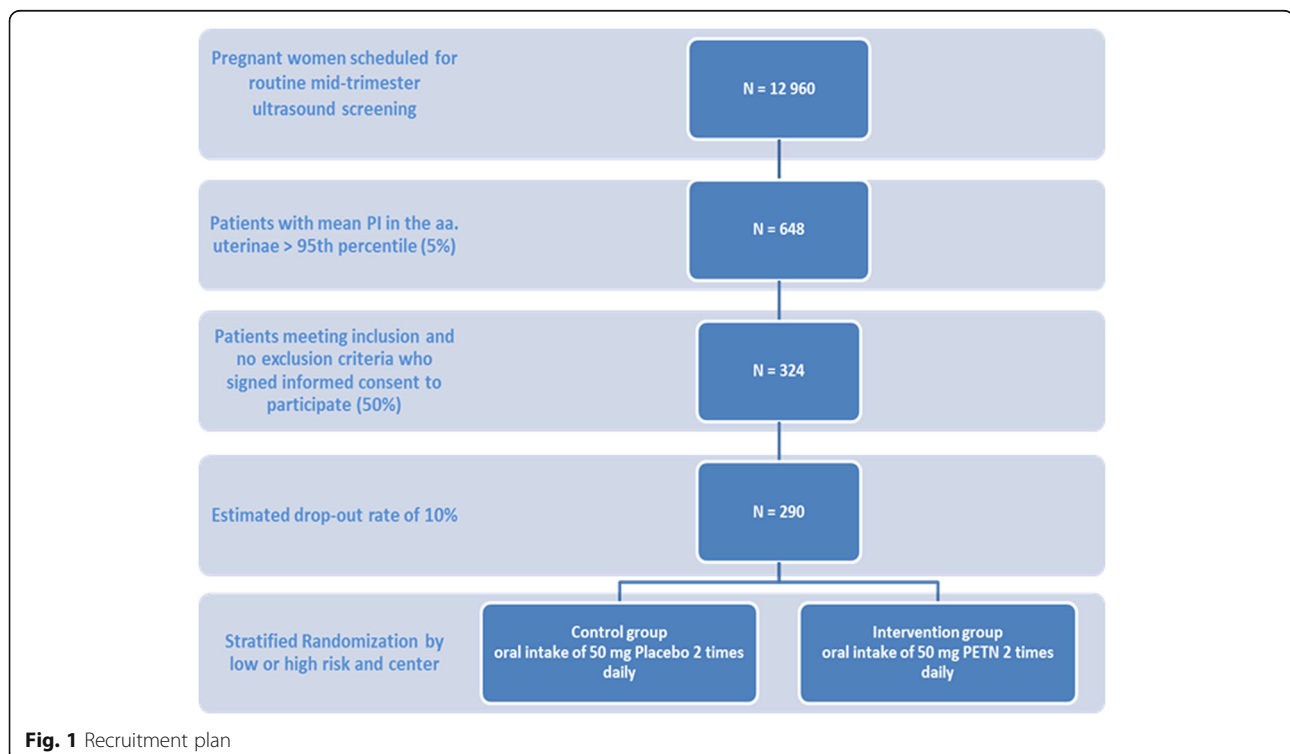 Pregnant women scheduled for
routine mid-trimester
ultrasound screening
N = 12 960
Patients with mean PI in the aa.
uterinae > 95th percentile (5%)
N = 648
Patients meeting inclusion and
no exclusion criteria who
signed informed consent to
participate (50%)
N = 324
Estimated drop-out rate of 10%
N = 290
Stratified Randomization by
low or high risk and center
Control group
oral intake of 50 mg Placebo 2 times
daily
Intervention group
oral intake of 50 mg PETN 2 times
daily
Fig. 1 Recruitment plan